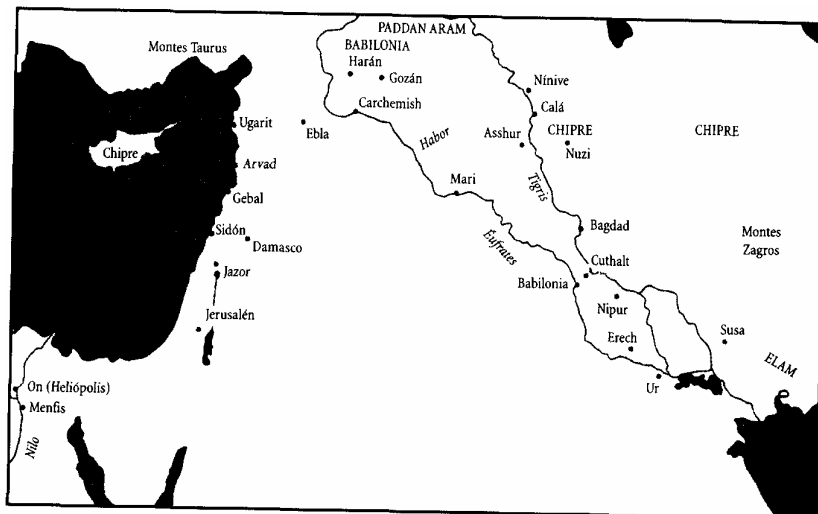 PADDAN ARAM
Montes Taurus
BABILONIA
Harán
Gozán
Nínive
Carchemish
Calá
Ugarit
Ebla
Habor
Asshur
CHIPRE
Nuzi
CHIPRE
Chipre
Arvad
Mari
Tigris
Gebal
Sidón
Damasco
Bagdad
Montes
Zagros
Éufrates
Jazor
Cuthalt
Babilonia
Nipur
Jerusalén
Erech
Susa
ELAM
Ur
On (Heliópolis)
Menfis
Nilo